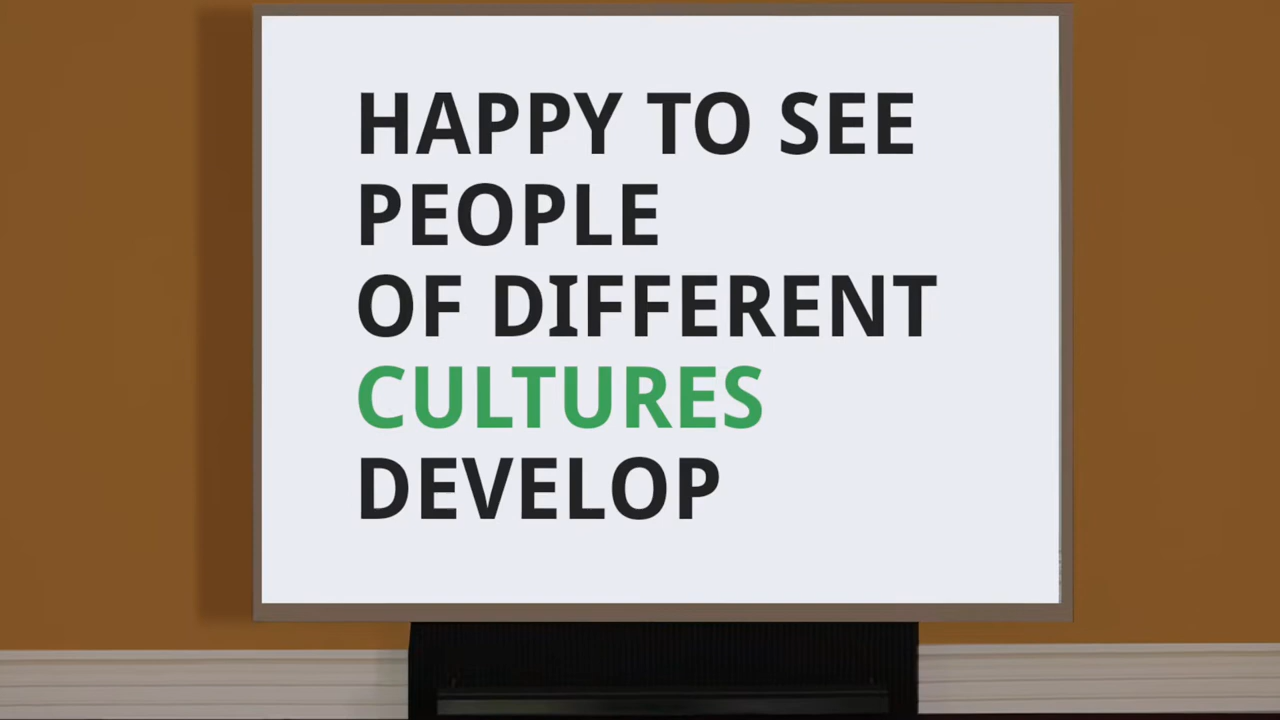 HAPPY TO SEE
PEOPLE
OF DIFFERENT
CULTURES
DEVELOP